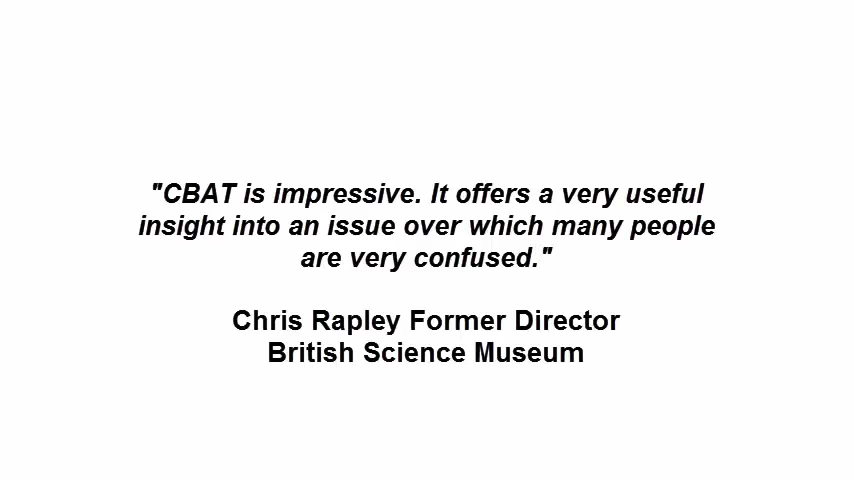 "CBAT is impressive. It offers a very useful
insight into an issue over which many people
are very confused."
Chris Rapley Former Director
British Science Museum